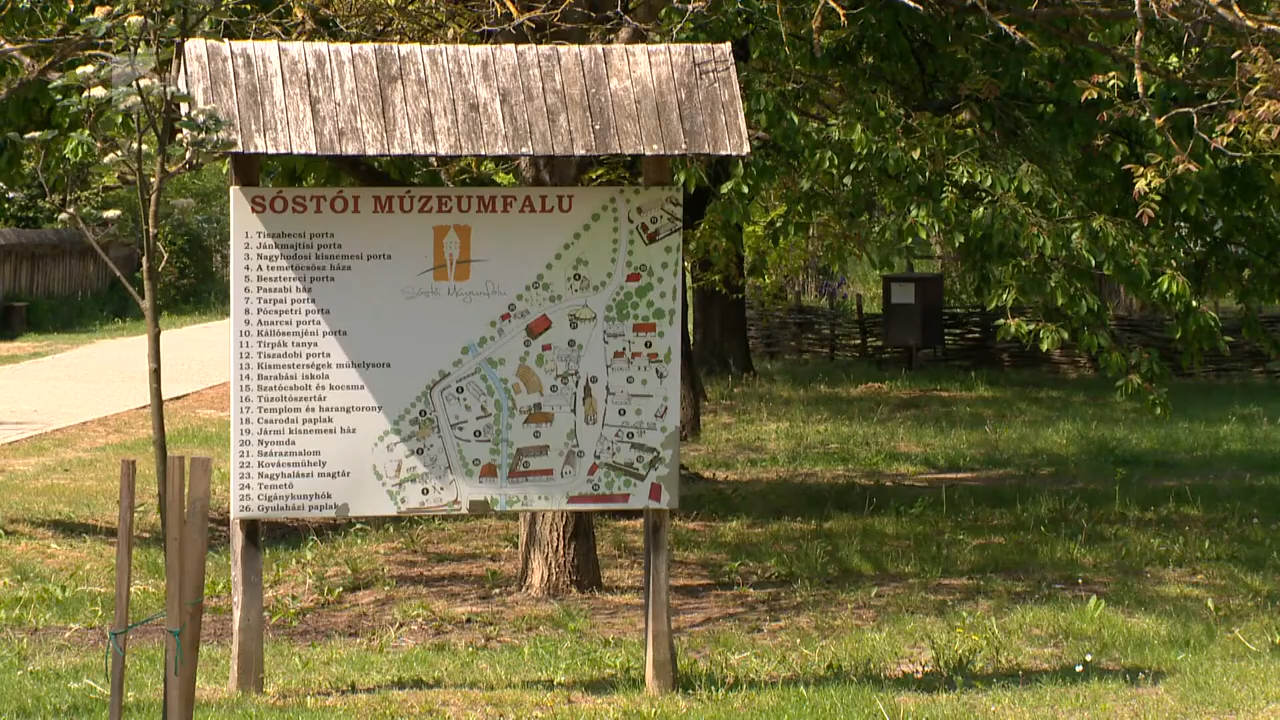 SÓSTÓI MÚZEUMFALU
1. Tiszabecsi porta
2. Jánkmajtisi porta
3. Nagyhódosi kisnemesi porta
4. A temetőcsősz háza
5. Besztereci porta
6. Paszabi ház
7. Tarpai porta
8. Pócspetri porta
9. Anarcsi porta
10. Kállósemjéni porta
11. Tirpák tanya
12. Tiszadobi porta
13. Kismesterségek műhelysora
14. Barabási iskola
15. Szatócsbolt és kocsma
16. Tűzoltószertár
17. Templom és harangtorony
18. Csarodai paplak
19. Jármi kisnemesi ház
20. Nyomda
21. Szárazmalom
22. Kovácsműhely
23. Nagyhalászi magtár
24. Temető
25. Cigánykunyhók
26. Gyulaházi paplak
Sóstói Múzeumfalu